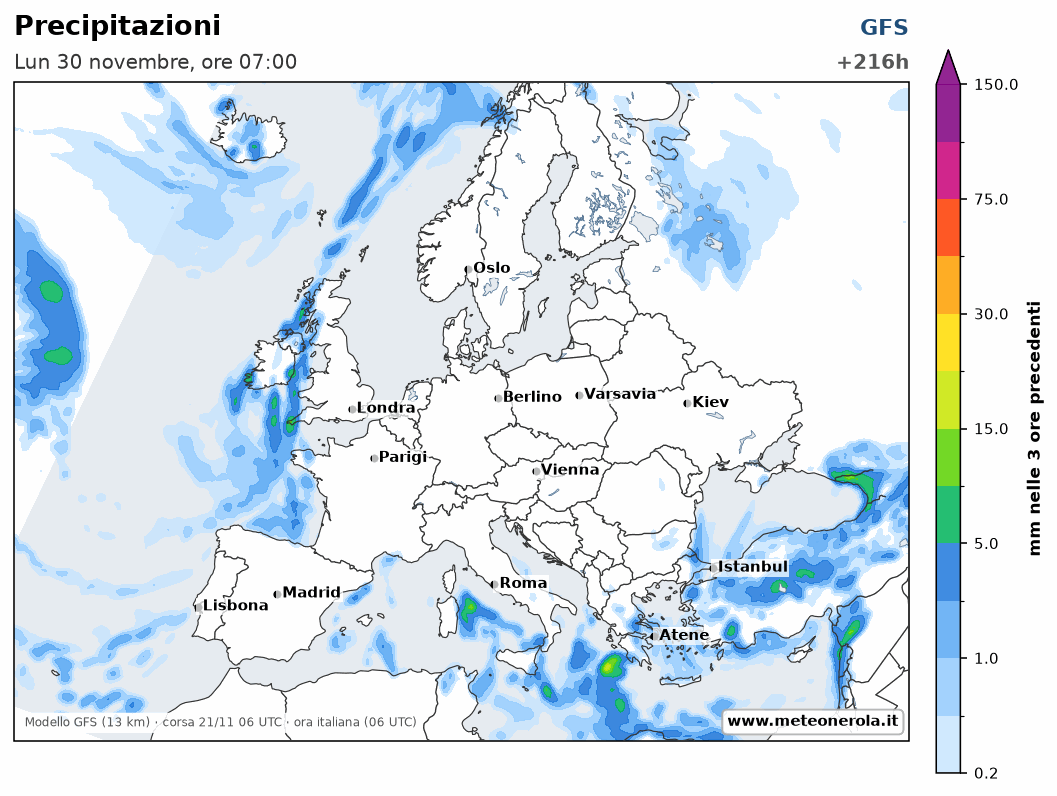 Precipitazioni
GFS
Lun 30 novembre, ore 07:00
+216h
150.0
75.0
30.0
15.0
5.0
1.0
0.2
mm nelle 3 ore precedenti
Oslo
Berlino
Varsavia
Kiev
Londra
Parigi
Vienna
Istanbul
Roma
Madrid
Lisbona
Atene
Modello GFS (13 km) · corsa 21/11 06 UTC · ora italiana (06 UTC)
www.meteonerola.it